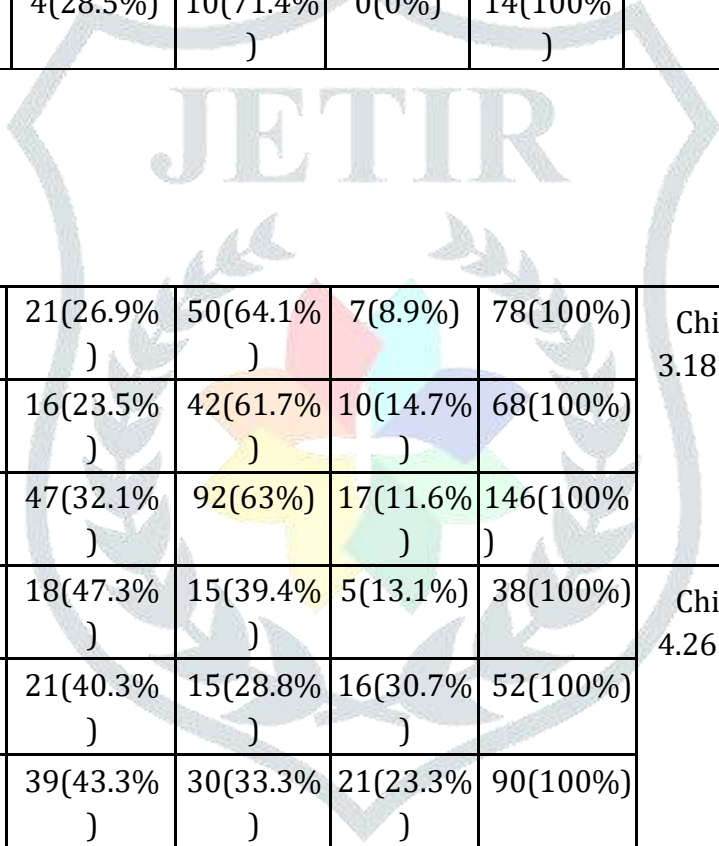 4(28.5%) 10(71.4% 0(0%) 14(100%
) )
JETIR
21(26.9% 50(64.1% 7(8.9%) 78(100%) Chi
) ) 3.18
16(23.5% 42(61.7% 10(14.7% 68(100%)
) ) )
47(32.1% 92(63%) 17(11.6% 146(100%
) ) )
18(47.3% 15(39.4% 5(13.1%) 38(100%) Chi
) ) 4.26
21(40.3% 15(28.8% 16(30.7% 52(100%)
) ) )
39(43.3% 30(33.3% 21(23.3% 90(100%)
) ) )